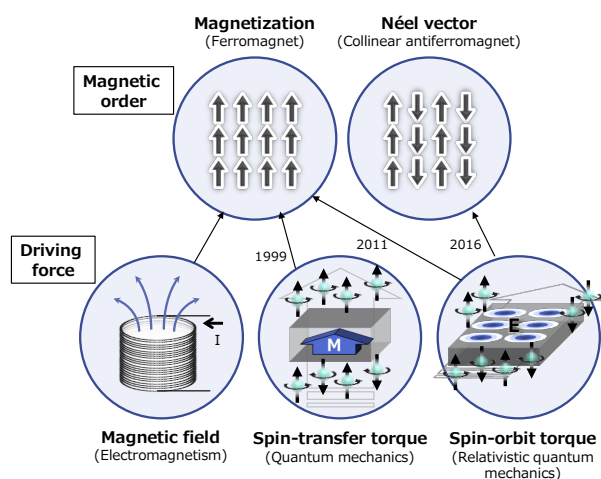 Magnetization
(Ferromagnet)
Néel vector
(Collinear antiferromagnet)
Magnetic
order
Driving
force
1999
2011
2016
I
M
E
Magnetic field
(Electromagnetism)
Spin-transfer torque
(Quantum mechanics)
Spin-orbit torque
(Relativistic quantum
mechanics)